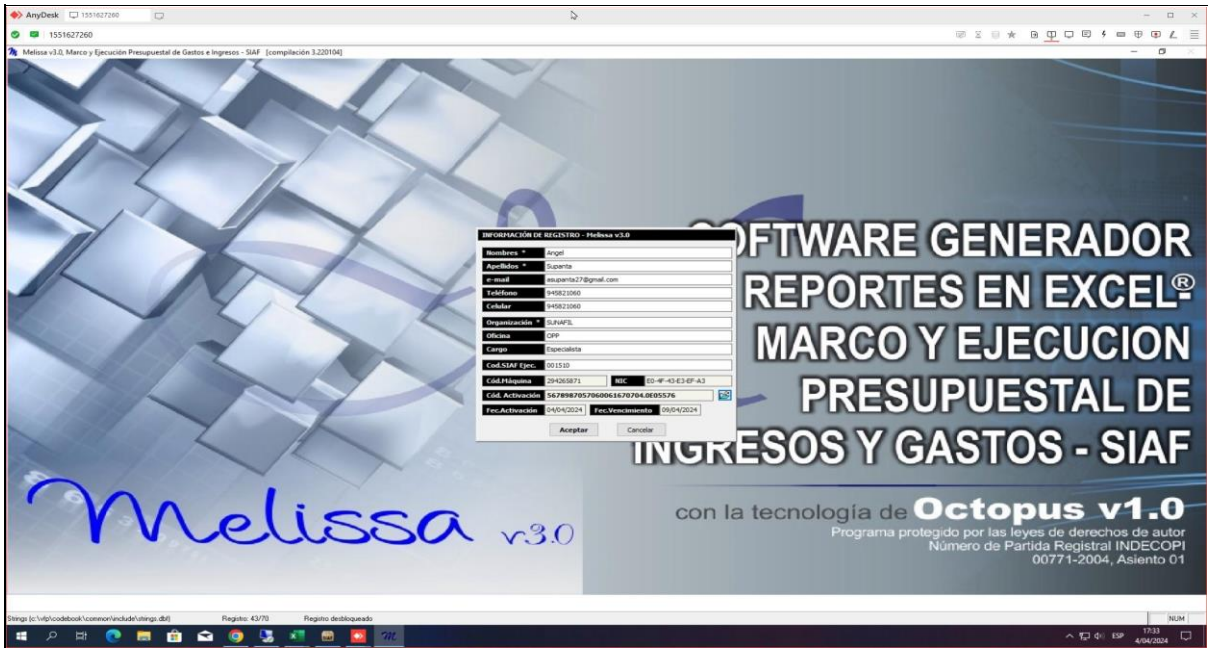 AnyDesk 1551627260
1551627260
Melissa v3.0, Marco y Ejecución Presupuestal de Gastos e Ingresos - SIAF [compilación 3.220104]
INFORMACIÓN DE REGISTRO - Melissa v3.0
Nombres * Angel
Apellidos * Supanta
e-mail asupanta27@gmail.com
Teléfono 945821060
Celular 945821060
Organización * SUNAFIL
Oficina OPP
Cargo Especialista
Cod.SIAF Ejec. 001510
Cód.Máquina 294265871 NIC E0-4F-43-E3-EF-A3
Cód. Activación 5678987057060061670704.0E05576
Fec.Activación 04/04/2024 Fec.Vencimiento 09/04/2024
Aceptar Cancelar
SOFTWARE GENERADOR
REPORTES EN EXCEL®
MARCO Y EJECUCION
PRESUPUESTAL DE
INGRESOS Y GASTOS - SIAF
Melissa v3.0
con la tecnología de Octopus v1.0
Programa protegido por las leyes de derechos de autor
Número de Partida Registral INDECOPI
00771-2004, Asiento 01
Strings (c:\vfp\codebook\common\include\strings.dbf) Registro: 43/70 Registro desbloqueado NUM
ESP 17:33
4/04/2024